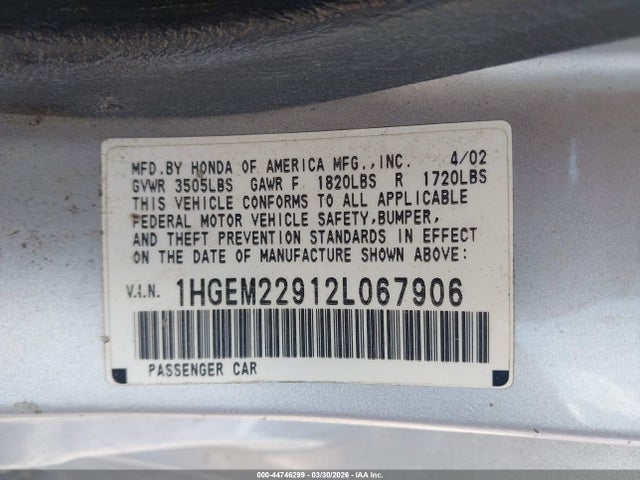 MFD.BY HONDA OF AMERICA MFG.,INC. 4/02
GVWR 3505LBS GAWR F 1820LBS R 1720LBS
THIS VEHICLE CONFORMS TO ALL APPLICABLE
FEDERAL MOTOR VEHICLE SAFETY,BUMPER,
AND THEFT PREVENTION STANDARDS IN EFFECT
ON THE DATE OF MANUFACTURE SHOWN ABOVE:
V.I.N. 1HGEM22912L067906
PASSENGER CAR
000-44746299 - 03/30/2026 - IAA Inc.